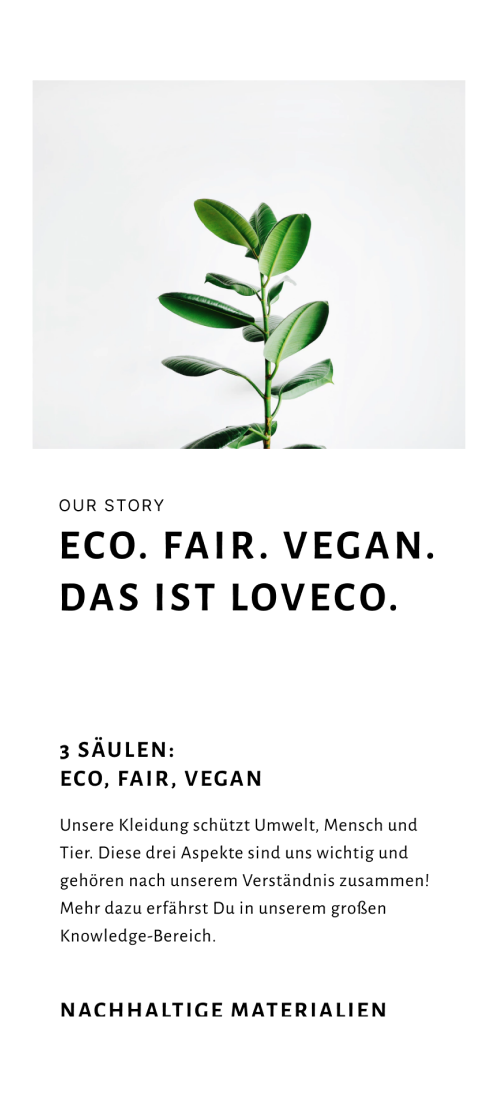 OUR STORY
ECO. FAIR. VEGAN.
DAS IST LOVECO.
3 SÄULEN:
ECO, FAIR, VEGAN
Unsere Kleidung schützt Umwelt, Mensch und
Tier. Diese drei Aspekte sind uns wichtig und
gehören nach unserem Verständnis zusammen!
Mehr dazu erfährst Du in unserem großen
Knowledge-Bereich.
NACHHALTIGE MATERIALIEN